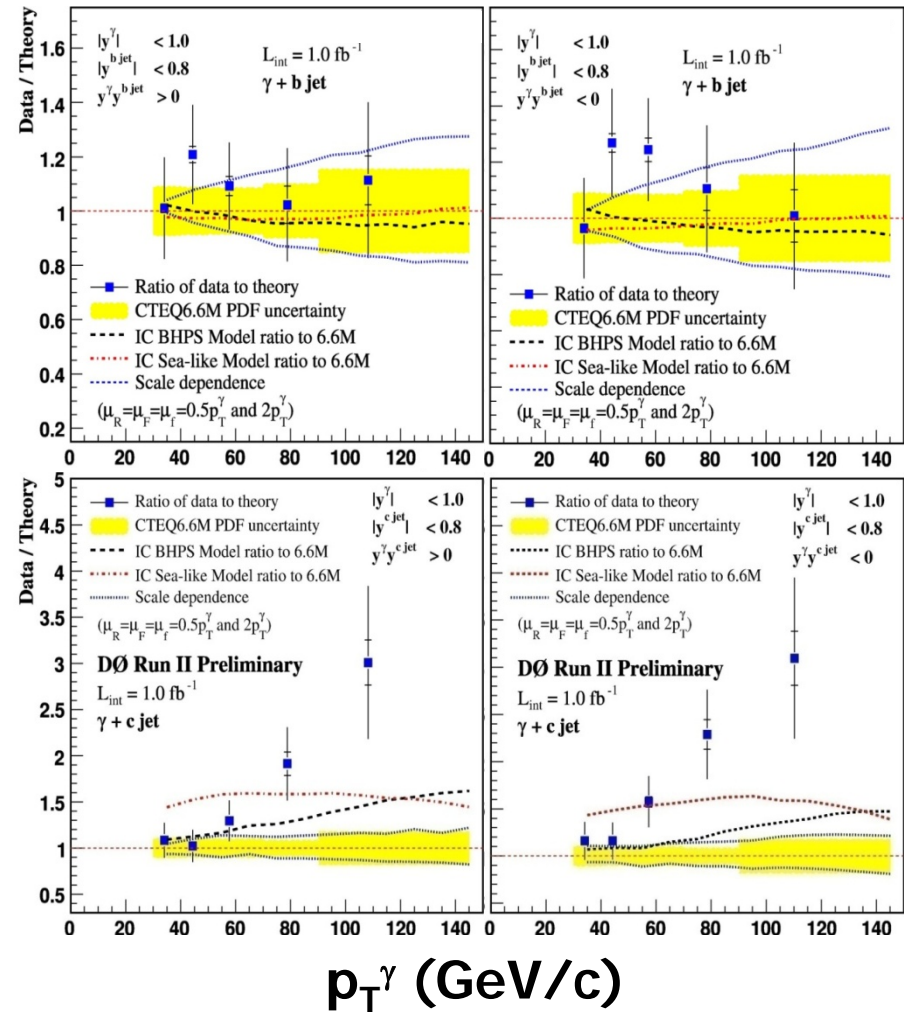 Data / Theory
1.6
1.4
1.2
1
0.8
0.6
0.4
0.2
|y^γ| < 1.0
|y^{b jet}| < 0.8
y^γ y^{b jet} > 0
L_int = 1.0 fb^-1
γ + b jet
Ratio of data to theory
CTEQ6.6M PDF uncertainty
IC BHPS Model ratio to 6.6M
IC Sea-like Model ratio to 6.6M
Scale dependence
(μ_R=μ_F=μ_f=0.5p_T^γ and 2p_T^γ)
0 20 40 60 80 100 120 140
|y^γ| < 1.0
|y^{b jet}| < 0.8
y^γ y^{b jet} < 0
L_int = 1.0 fb^-1
γ + b jet
Ratio of data to theory
CTEQ6.6M PDF uncertainty
IC BHPS Model ratio to 6.6M
IC Sea-like Model ratio to 6.6M
Scale dependence
(μ_R=μ_F=μ_f=0.5p_T^γ and 2p_T^γ)
0 20 40 60 80 100 120 140
Data / Theory
5
4.5
4
3.5
3
2.5
2
1.5
1
0.5
Ratio of data to theory
CTEQ6.6M PDF uncertainty
IC BHPS Model ratio to 6.6M
IC Sea-like Model ratio to 6.6M
Scale dependence
(μ_R=μ_F=μ_f=0.5p_T^γ and 2p_T^γ)
|y^γ| < 1.0
|y^{c jet}| < 0.8
y^γ y^{c jet} > 0
DØ Run II Preliminary
L_int = 1.0 fb^-1
γ + c jet
0 20 40 60 80 100 120 140
Ratio of data to theory
CTEQ6.6M PDF uncertainty
IC BHPS Model ratio to 6.6M
IC Sea-like Model ratio to 6.6M
Scale dependence
(μ_R=μ_F=μ_f=0.5p_T^γ and 2p_T^γ)
|y^γ| < 1.0
|y^{c jet}| < 0.8
y^γ y^{c jet} < 0
DØ Run II Preliminary
L_int = 1.0 fb^-1
γ + c jet
0 20 40 60 80 100 120 140
p_T^γ (GeV/c)